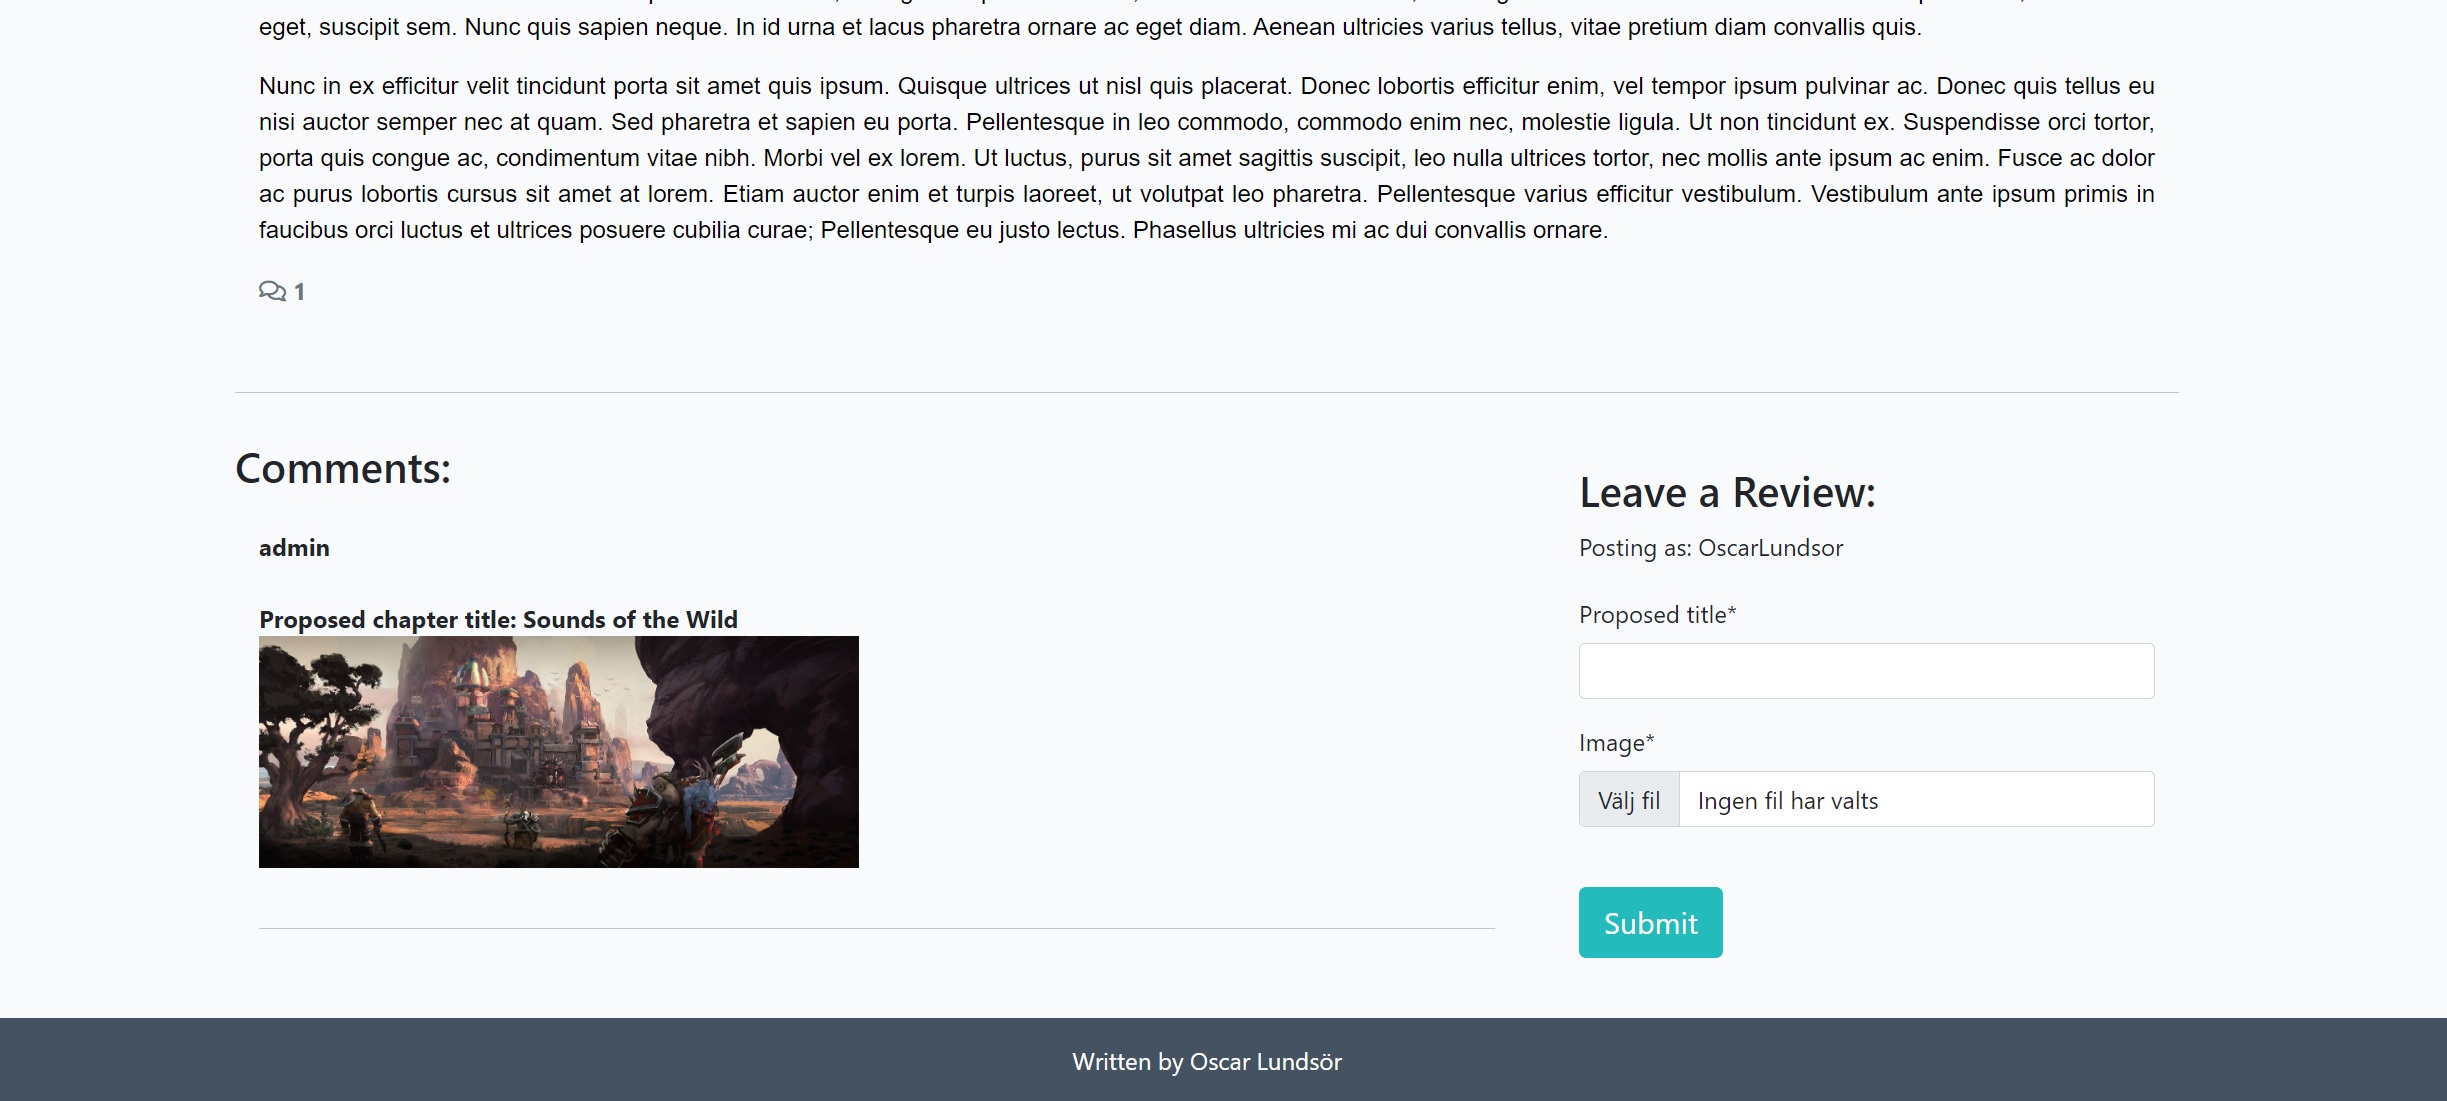 eget, suscipit sem. Nunc quis sapien neque. In id urna et lacus pharetra ornare ac eget diam. Aenean ultricies varius tellus, vitae pretium diam convallis quis.
Nunc in ex efficitur velit tincidunt porta sit amet quis ipsum. Quisque ultrices ut nisl quis placerat. Donec lobortis efficitur enim, vel tempor ipsum pulvinar ac. Donec quis tellus eu
nisi auctor semper nec at quam. Sed pharetra et sapien eu porta. Pellentesque in leo commodo, commodo enim nec, molestie ligula. Ut non tincidunt ex. Suspendisse orci tortor,
porta quis congue ac, condimentum vitae nibh. Morbi vel ex lorem. Ut luctus, purus sit amet sagittis suscipit, leo nulla ultrices tortor, nec mollis ante ipsum ac enim. Fusce ac dolor
ac purus lobortis cursus sit amet at lorem. Etiam auctor enim et turpis laoreet, ut volutpat leo pharetra. Pellentesque varius efficitur vestibulum. Vestibulum ante ipsum primis in
faucibus orci luctus et ultrices posuere cubilia curae; Pellentesque eu justo lectus. Phasellus ultricies mi ac dui convallis ornare.
1
Comments:
admin
Proposed chapter title: Sounds of the Wild
Leave a Review:
Posting as: OscarLundsor
Proposed title*
Image*
Välj fil Ingen fil har valts
Submit
Written by Oscar Lundsör